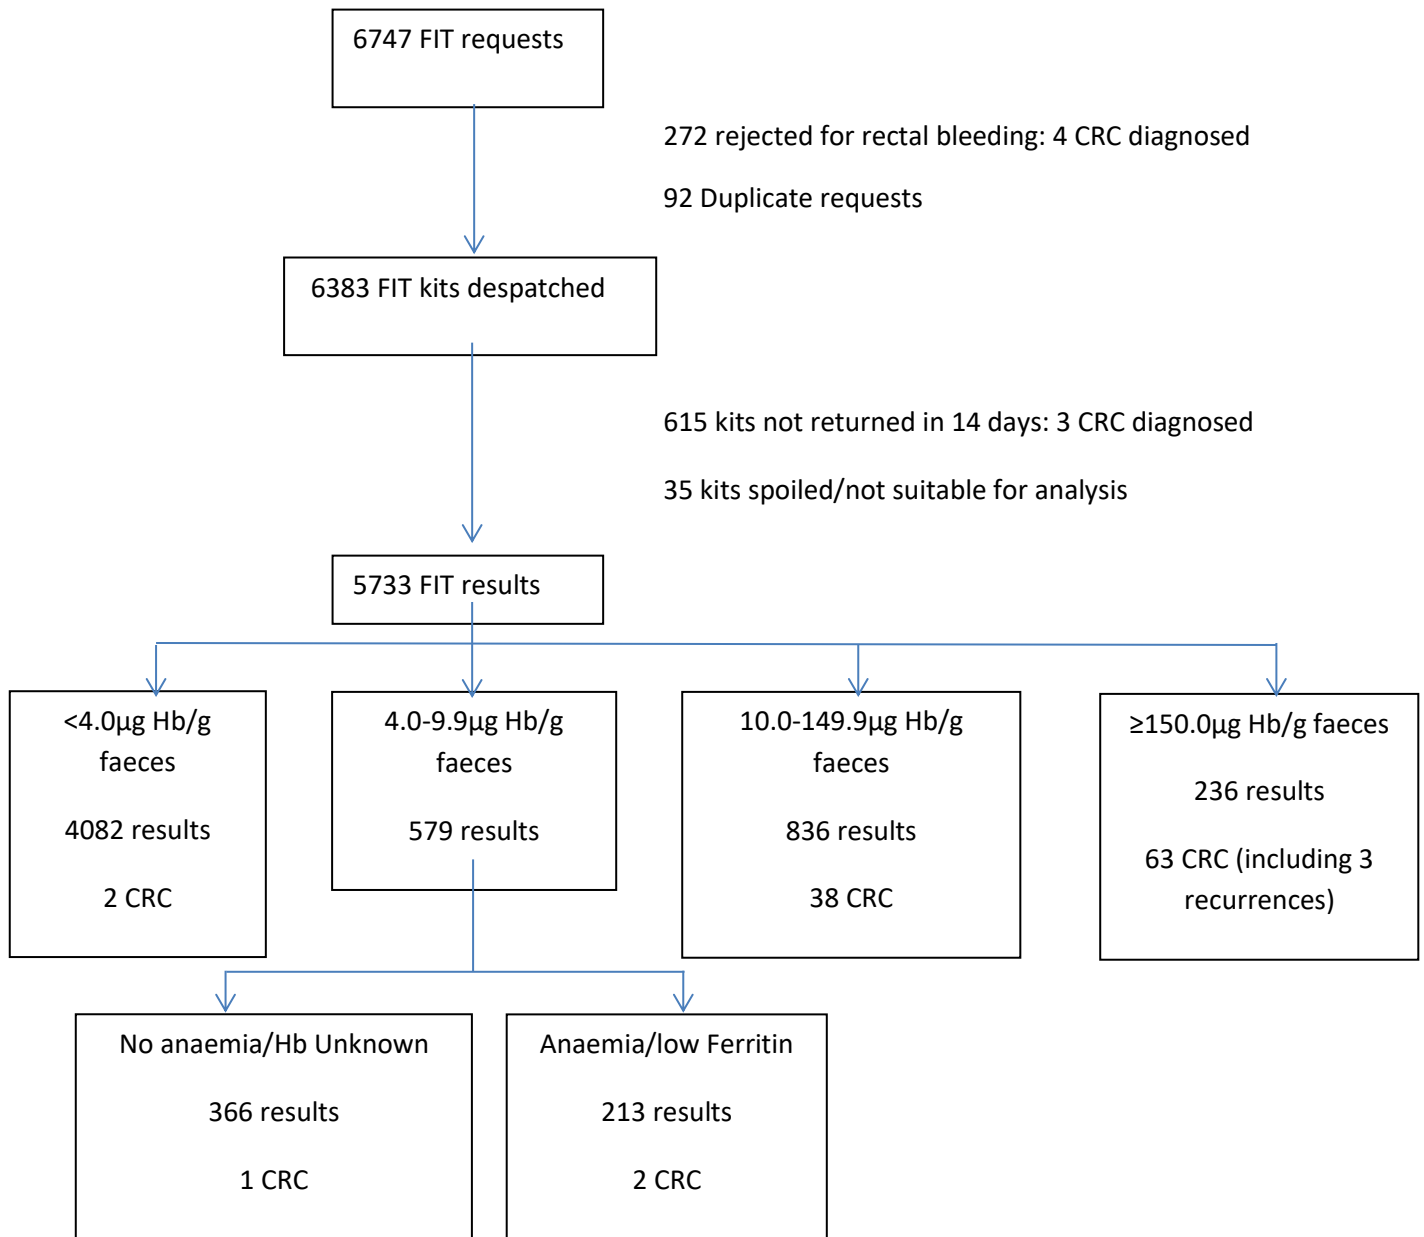 6747 FIT requests
272 rejected for rectal bleeding: 4 CRC diagnosed
92 Duplicate requests
6383 FIT kits despatched
615 kits not returned in 14 days: 3 CRC diagnosed
35 kits spoiled/not suitable for analysis
5733 FIT results
<4.0µg Hb/g
faeces
4082 results
2 CRC
4.0-9.9µg Hb/g
faeces
579 results
10.0-149.9µg Hb/g
faeces
836 results
38 CRC
≥150.0µg Hb/g faeces
236 results
63 CRC (including 3
recurrences)
No anaemia/Hb Unknown
366 results
1 CRC
Anaemia/low Ferritin
213 results
2 CRC